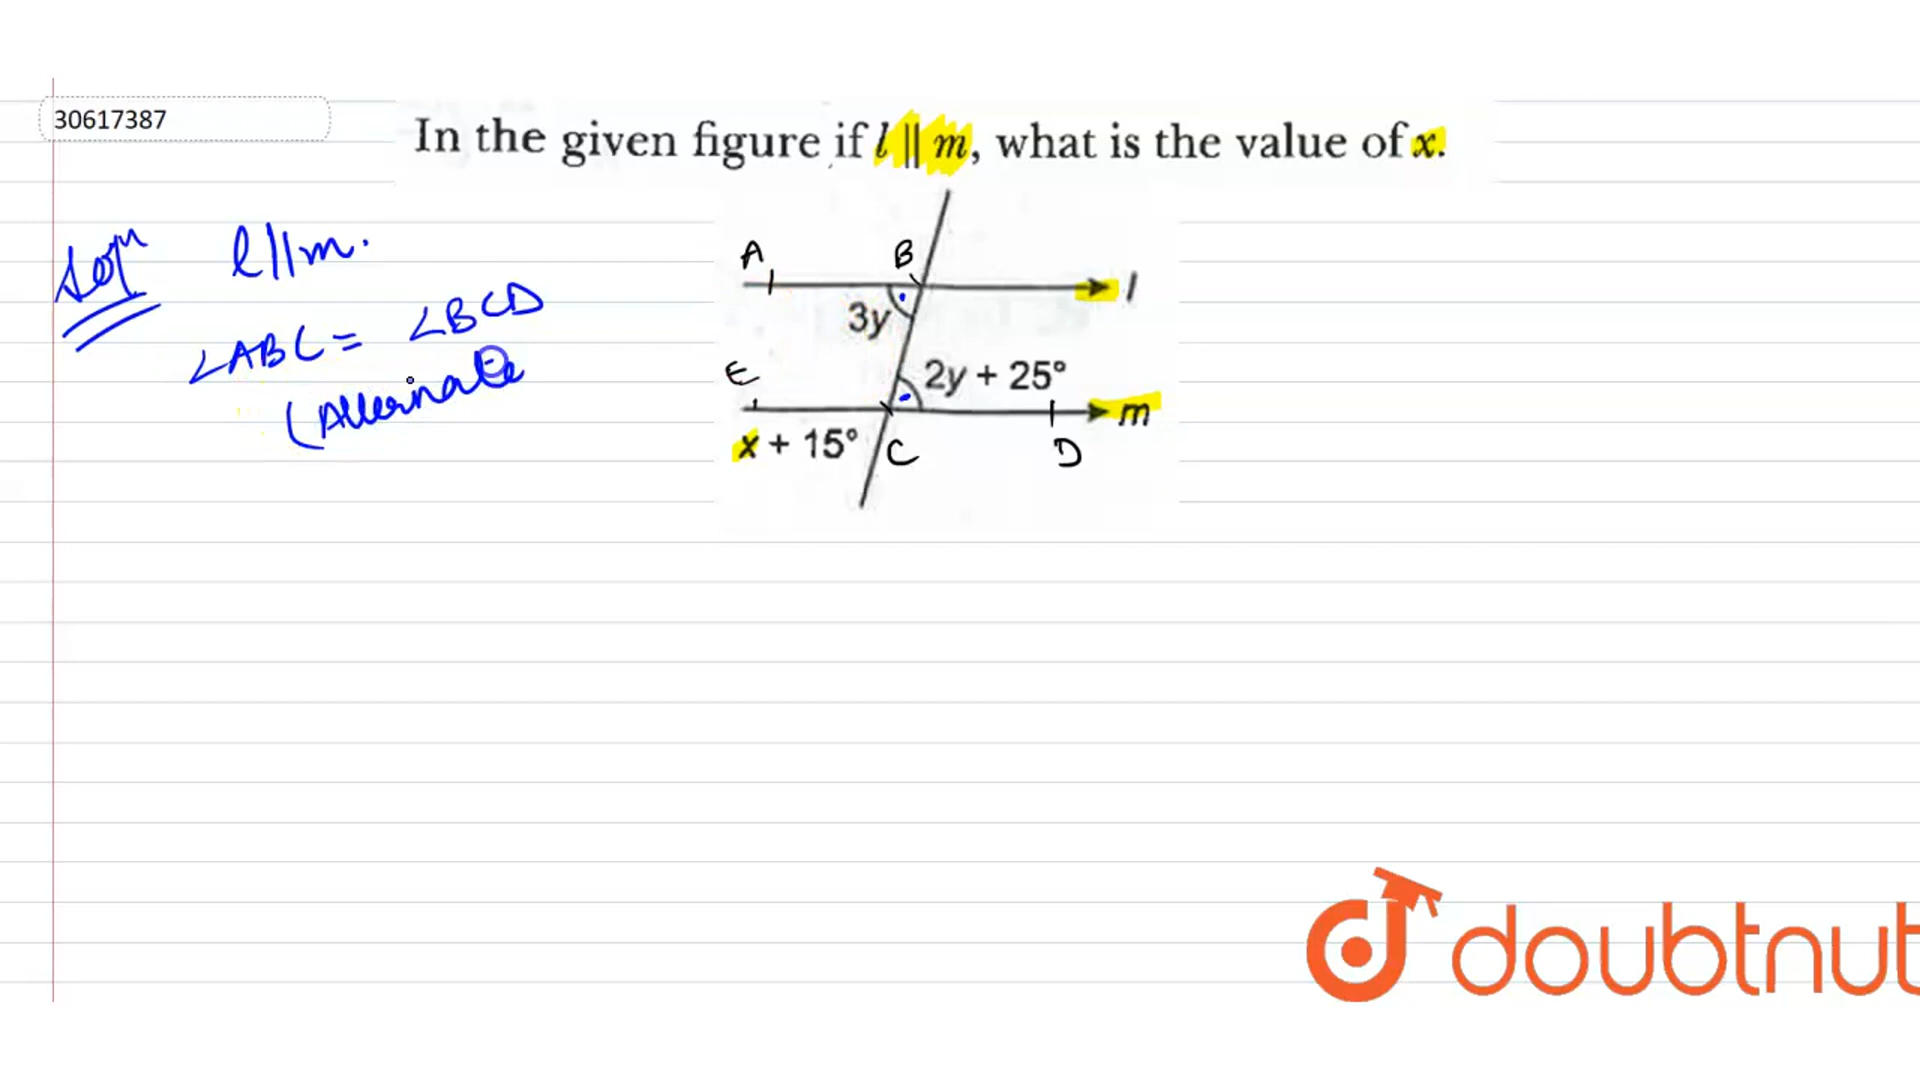 30617387
In the given figure if l || m, what is the value of x.
Solⁿ
l||m.
∠ABC = ∠BCD
(Alternate
A
B
l
3y
E
2y + 25°
m
x + 15°
C
D
doubtnut